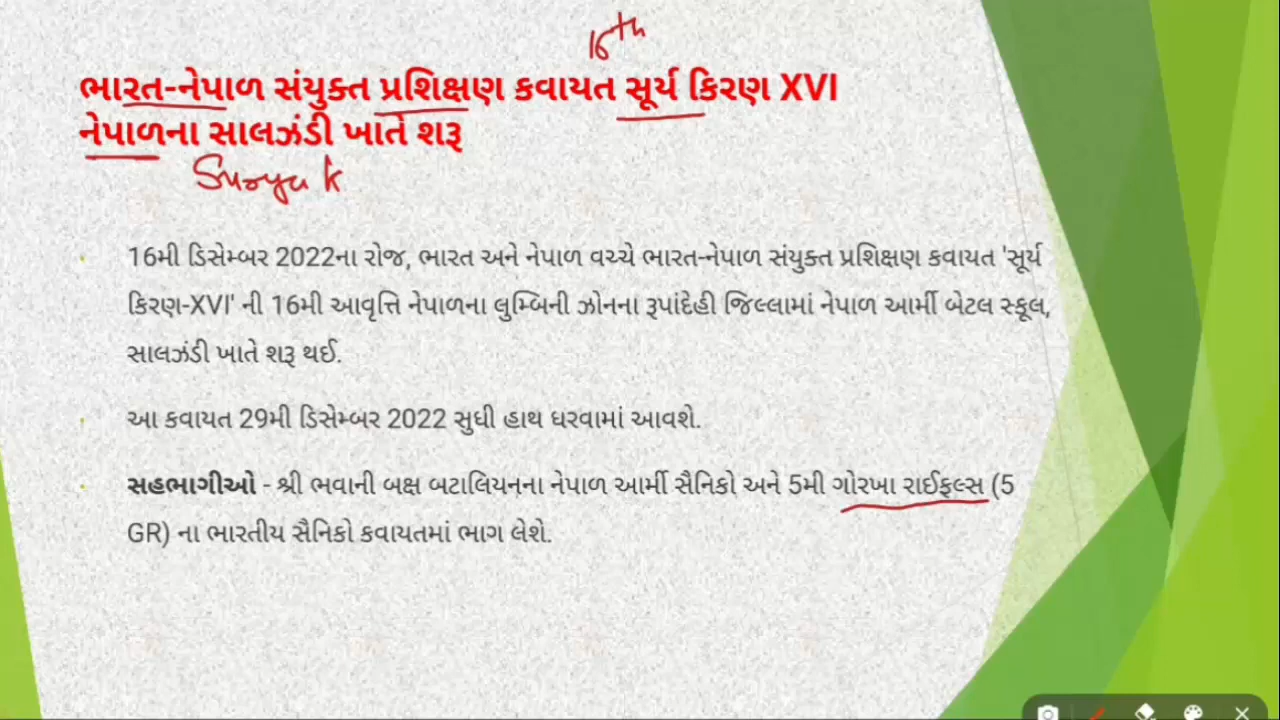 16th
ભારત-નેપાળ સંયુક્ત પ્રશિક્ષણ કવાયત સૂર્ય કિરણ XVI
નેપાળના સાલઝંડી ખાતે શરૂ
Surya k
16મી ડિસેમ્બર 2022ના રોજ, ભારત અને નેપાળ વચ્ચે ભારત-નેપાળ સંયુક્ત પ્રશિક્ષણ કવાયત 'સૂર્ય
કિરણ-XVI' ની 16મી આવૃત્તિ નેપાળના લુમ્બિની ઝોનના રૂપાંદેહી જિલ્લામાં નેપાળ આર્મી બેટલ સ્કૂલ,
સાલઝંડી ખાતે શરૂ થઈ.
આ કવાયત 29મી ડિસેમ્બર 2022 સુધી હાથ ધરવામાં આવશે.
સહભાગીઓ - શ્રી ભવાની બક્ષ બટાલિયનના નેપાળ આર્મી સૈનિકો અને 5મી ગોરખા રાઈફલ્સ (5
GR) ના ભારતીય સૈનિકો કવાયતમાં ભાગ લેશે.